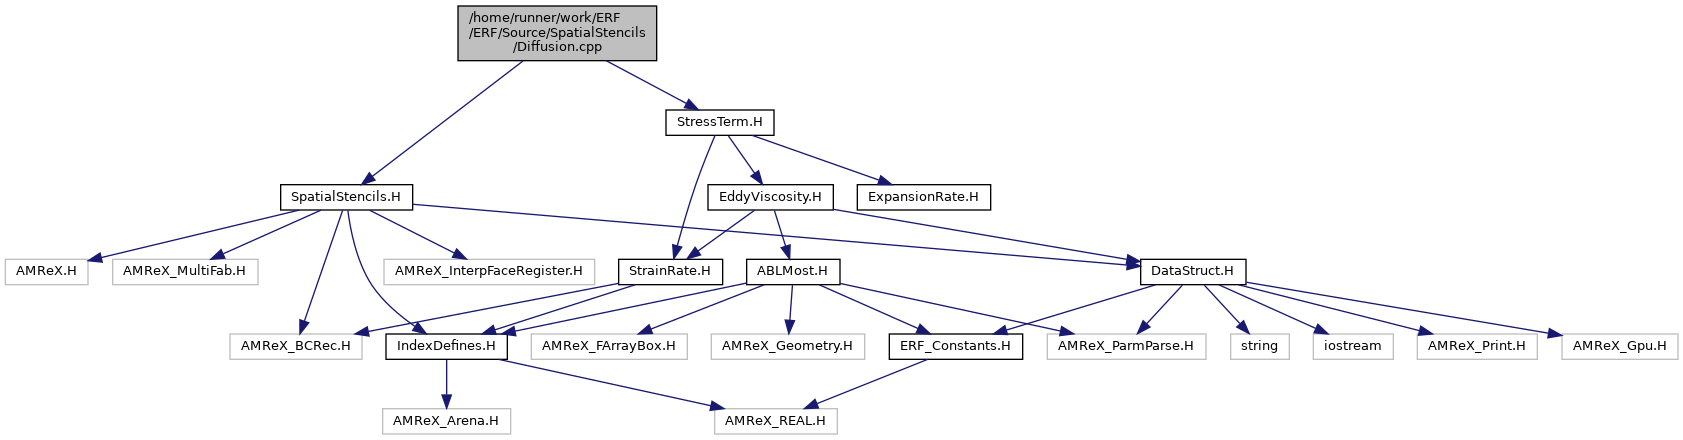 /home/runner/work/ERF
/ERF/Source/SpatialStencils
/Diffusion.cpp
StressTerm.H
SpatialStencils.H
EddyViscosity.H
ExpansionRate.H
AMReX.H
AMReX_MultiFab.H
AMReX_InterpFaceRegister.H
StrainRate.H
ABLMost.H
DataStruct.H
AMReX_BCRec.H
IndexDefines.H
AMReX_FArrayBox.H
AMReX_Geometry.H
ERF_Constants.H
AMReX_ParmParse.H
string
iostream
AMReX_Print.H
AMReX_Gpu.H
AMReX_Arena.H
AMReX_REAL.H